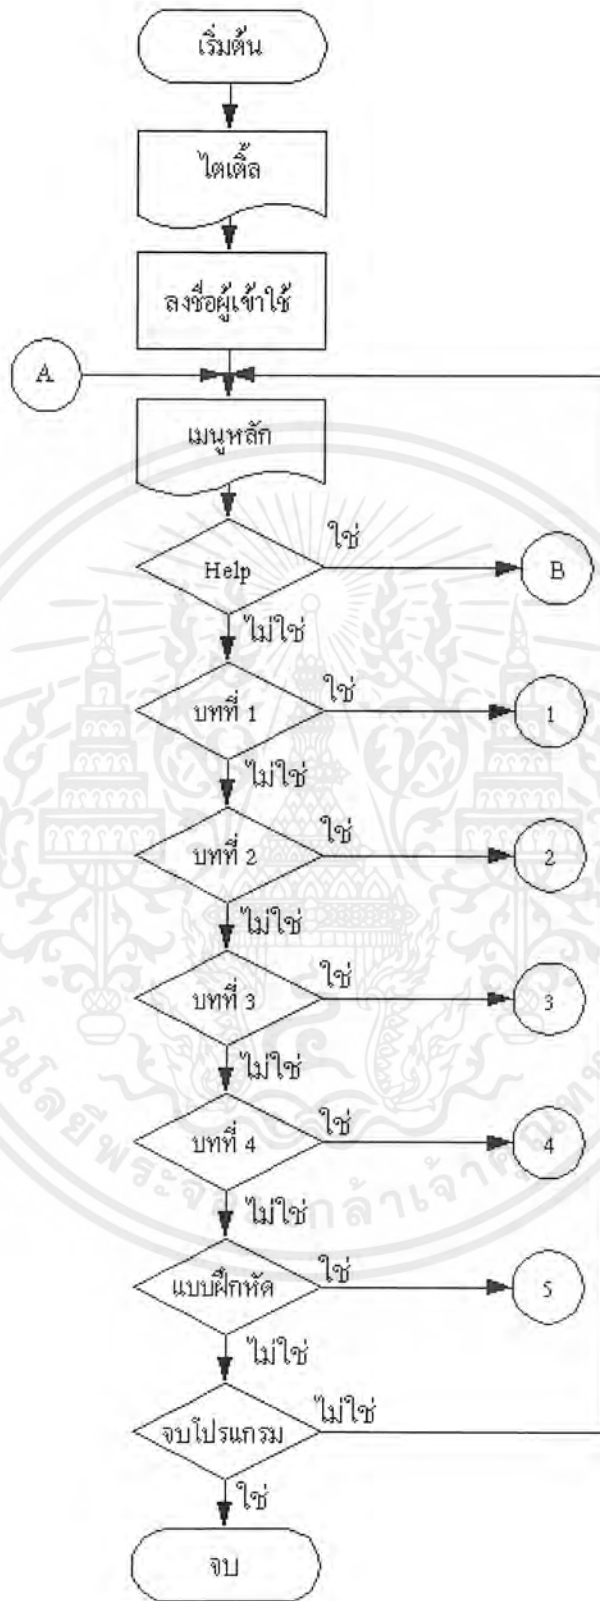 เริ่มต้น
ไตเติ้ล
ลงชื่อผู้เข้าใช้
A
เมนูหลัก
Help
ใช่
B
ไม่ใช่
บทที่ 1
ใช่
1
ไม่ใช่
บทที่ 2
ใช่
2
ไม่ใช่
บทที่ 3
ใช่
3
ไม่ใช่
บทที่ 4
ใช่
4
ไม่ใช่
แบบฝึกหัด
ใช่
5
ไม่ใช่
จบโปรแกรม
ไม่ใช่
ใช่
จบ